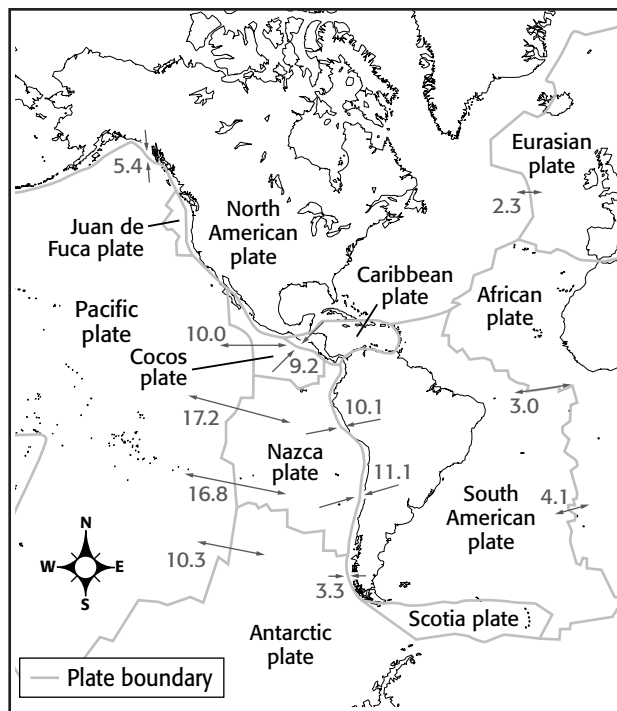 Eurasian
plate
5.4
2.3
Juan de
Fuca plate
North
American
plate
Caribbean
plate
African
plate
Pacific
plate
10.0
Cocos
plate
9.2
3.0
17.2
10.1
Nazca
plate
11.1
16.8
South
American
plate
4.1
N
W
E
S
10.3
3.3
Scotia plate
Antarctic
plate
Plate boundary